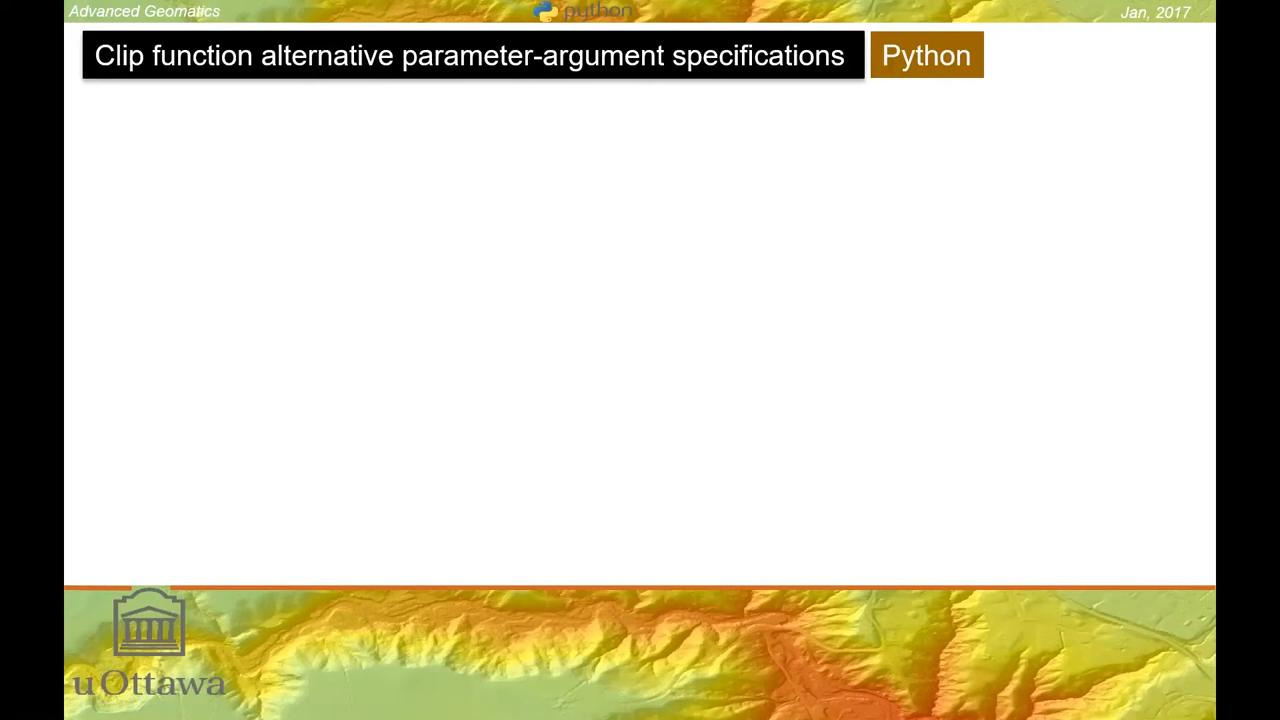 Advanced Geomatics
python
Jan, 2017
Clip function alternative parameter-argument specifications
Python
uOttawa